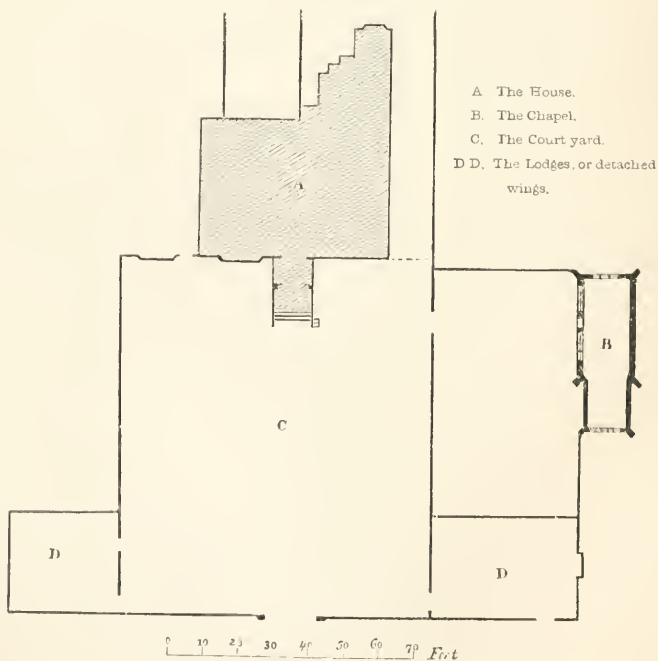 A The House.
B. The Chapel,
C. The Court yard.
D D. The Lodges, or detached
wings.
A
B
C
D
D
0 10 20 30 40 50 60 70 Feet